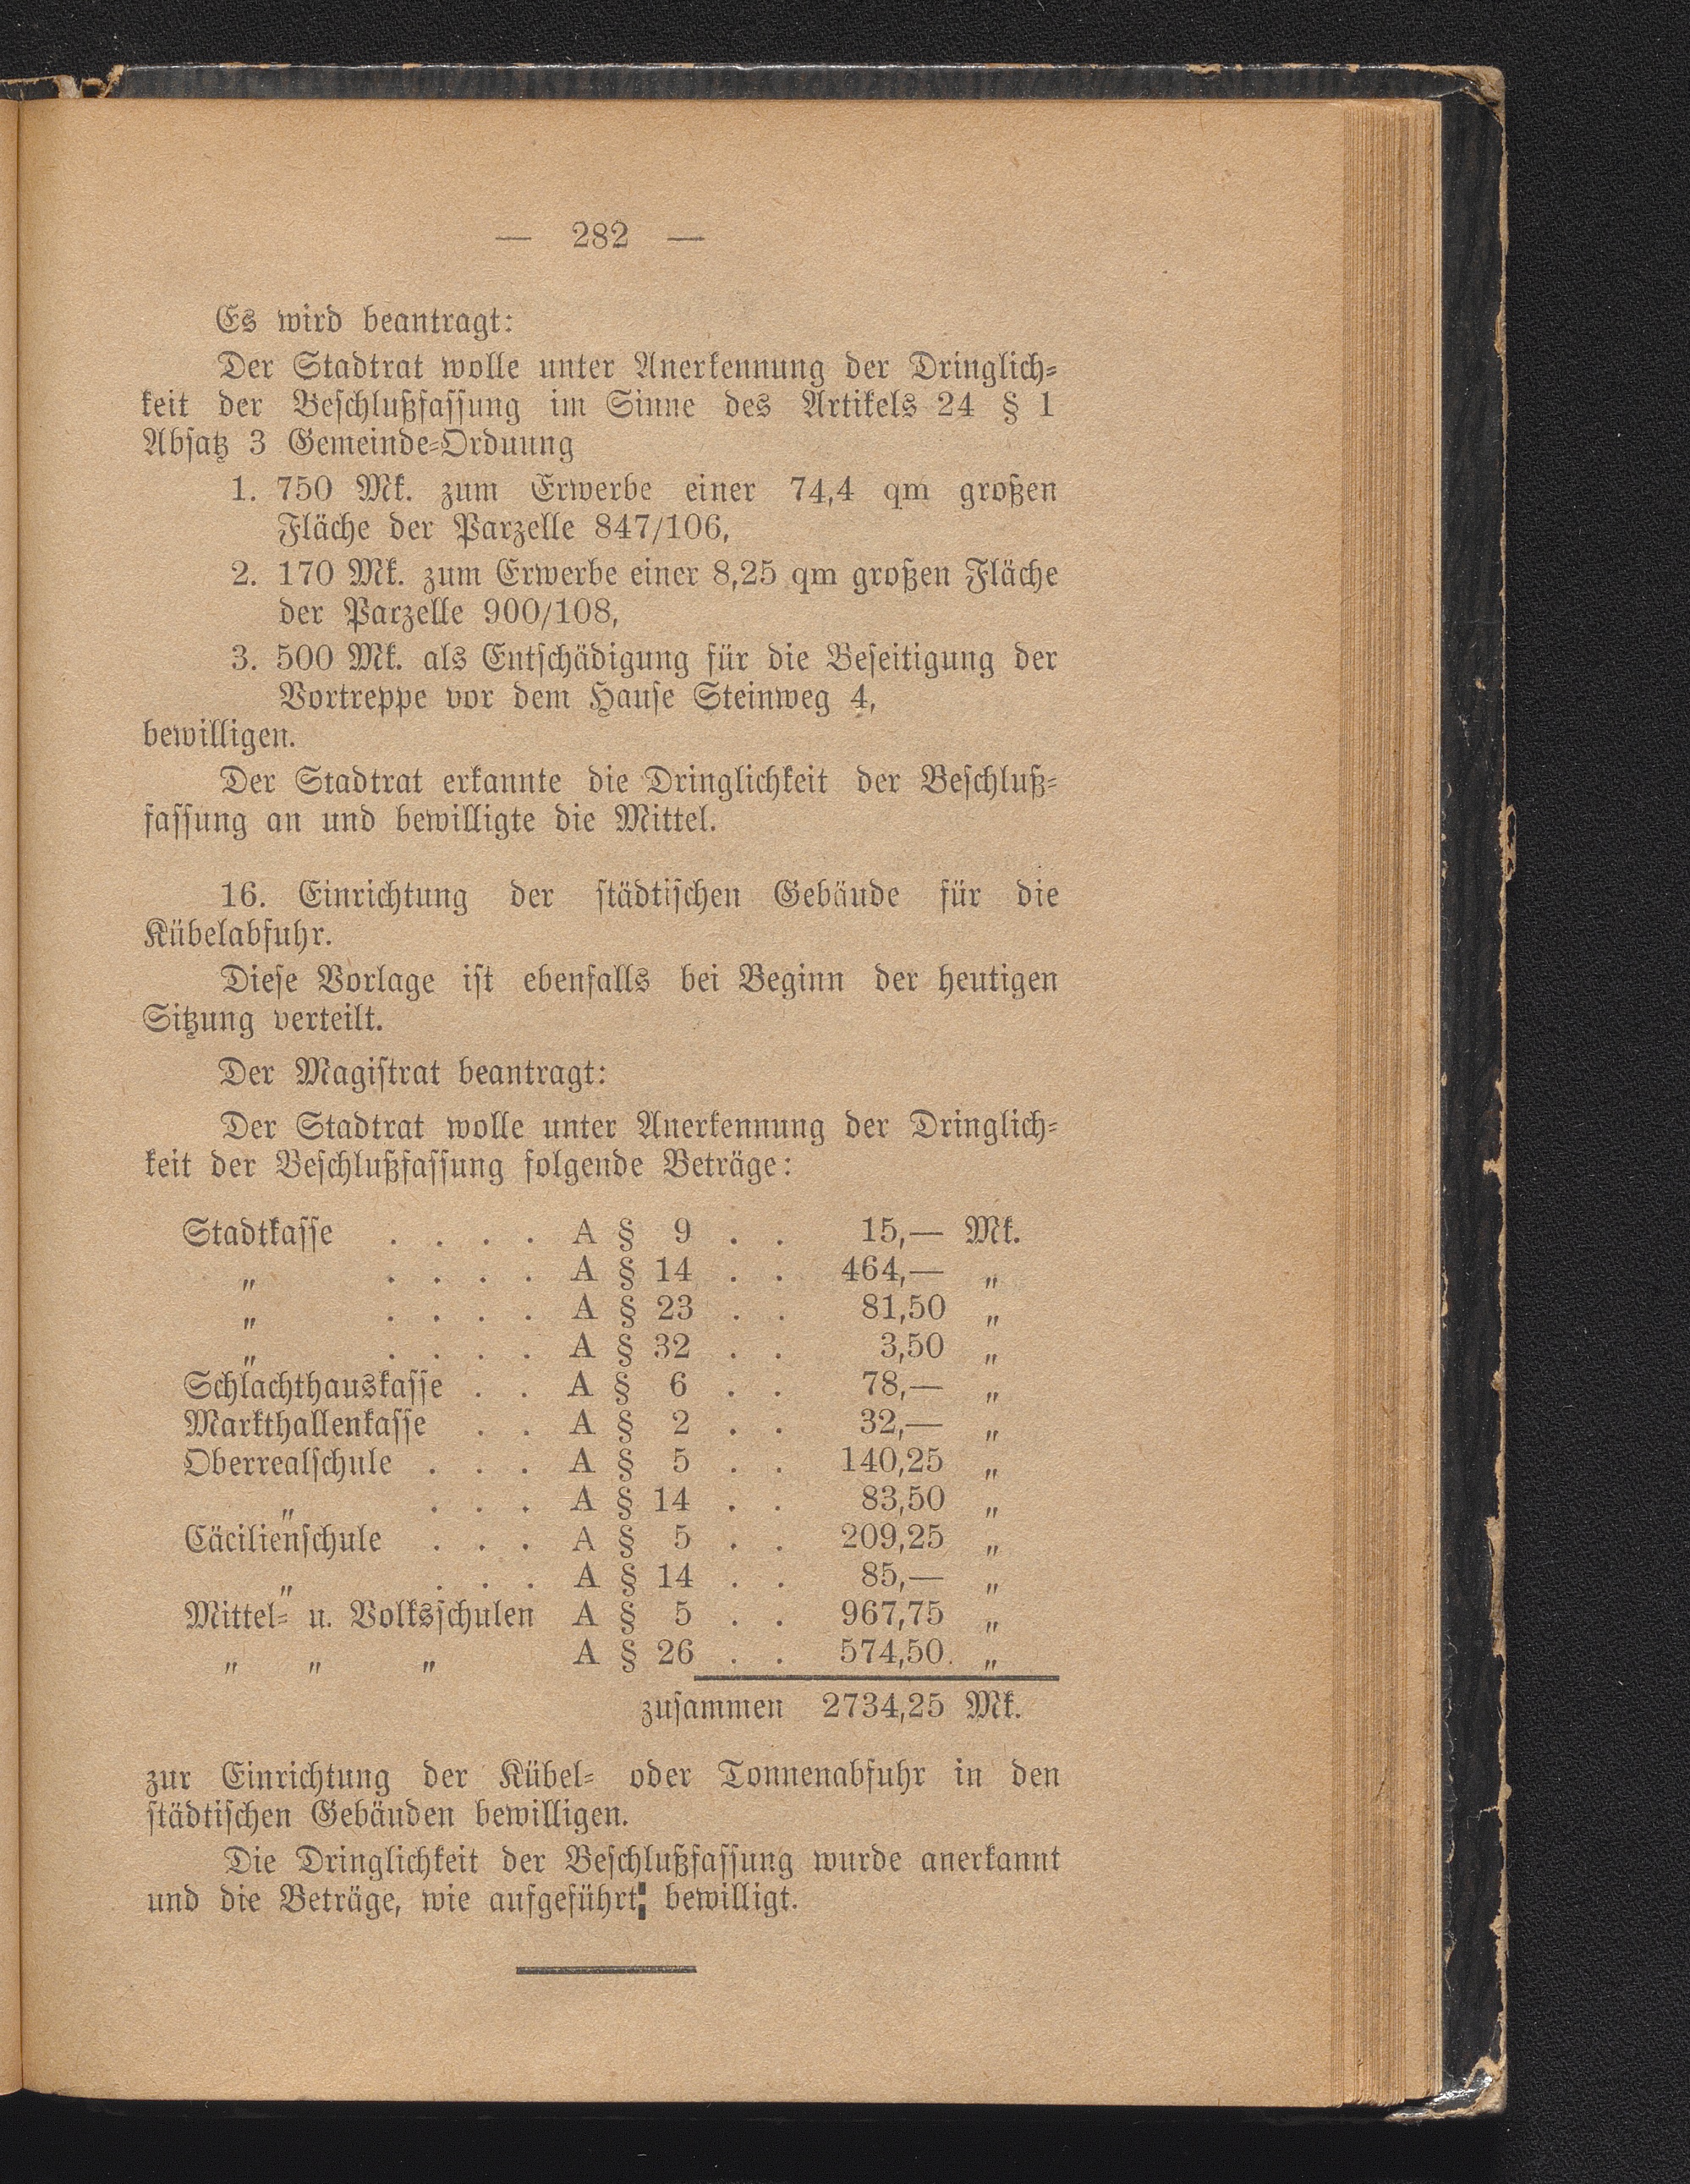 — 282 —
Es wird beantragt:
Der Stadtrat wolle unter Anerkennung der Dringlich-
keit der Beschlußfassung im Sinne des Artikels 24 § 1
Absatz 3 Gemeinde-Ordnung
1. 750 Mk. zum Erwerbe einer 74,4 qm großen
Fläche der Parzelle 847/106,
2. 170 Mk. zum Erwerbe einer 8,25 qm großen Fläche
der Parzelle 900/108,
3. 500 Mk. als Entschädigung für die Beseitigung der
Vortreppe vor dem Hause Steinweg 4,
bewilligen.
Der Stadtrat erkannte die Dringlichkeit der Beschluß-
fassung an und bewilligte die Mittel.
16. Einrichtung der städtischen Gebäude für die
Kübelabfuhr.
Diese Vorlage ist ebenfalls bei Beginn der heutigen
Sitzung verteilt.
Der Magistrat beantragt:
Der Stadtrat wolle unter Anerkennung der Dringlich-
keit der Beschlußfassung folgende Beträge:
Stadtkasse . . . . A § 9 . . 15,— Mk.
„ . . . . A § 14 . . 464,— „
„ . . . . A § 23 . . 81,50 „
„ . . . . A § 32 . . 3,50 „
Schlachthauskasse . . A § 6 . . 78,— „
Markthallenkasse . . A § 2 . . 32,— „
Oberrealschule . . . A § 5 . . 140,25 „
„ . . . A § 14 . . 83,50 „
Cäcilienschule . . . A § 5 . . 209,25 „
„ . . . A § 14 . . 85,— „
Mittel- u. Volksschulen A § 5 . . 967,75 „
„ „ „ A § 26 . . 574,50 „
zusammen 2734,25 Mk.
zur Einrichtung der Kübel- oder Tonnenabfuhr in den
städtischen Gebäuden bewilligen.
Die Dringlichkeit der Beschlußfassung wurde anerkannt
und die Beträge, wie aufgeführt, bewilligt.